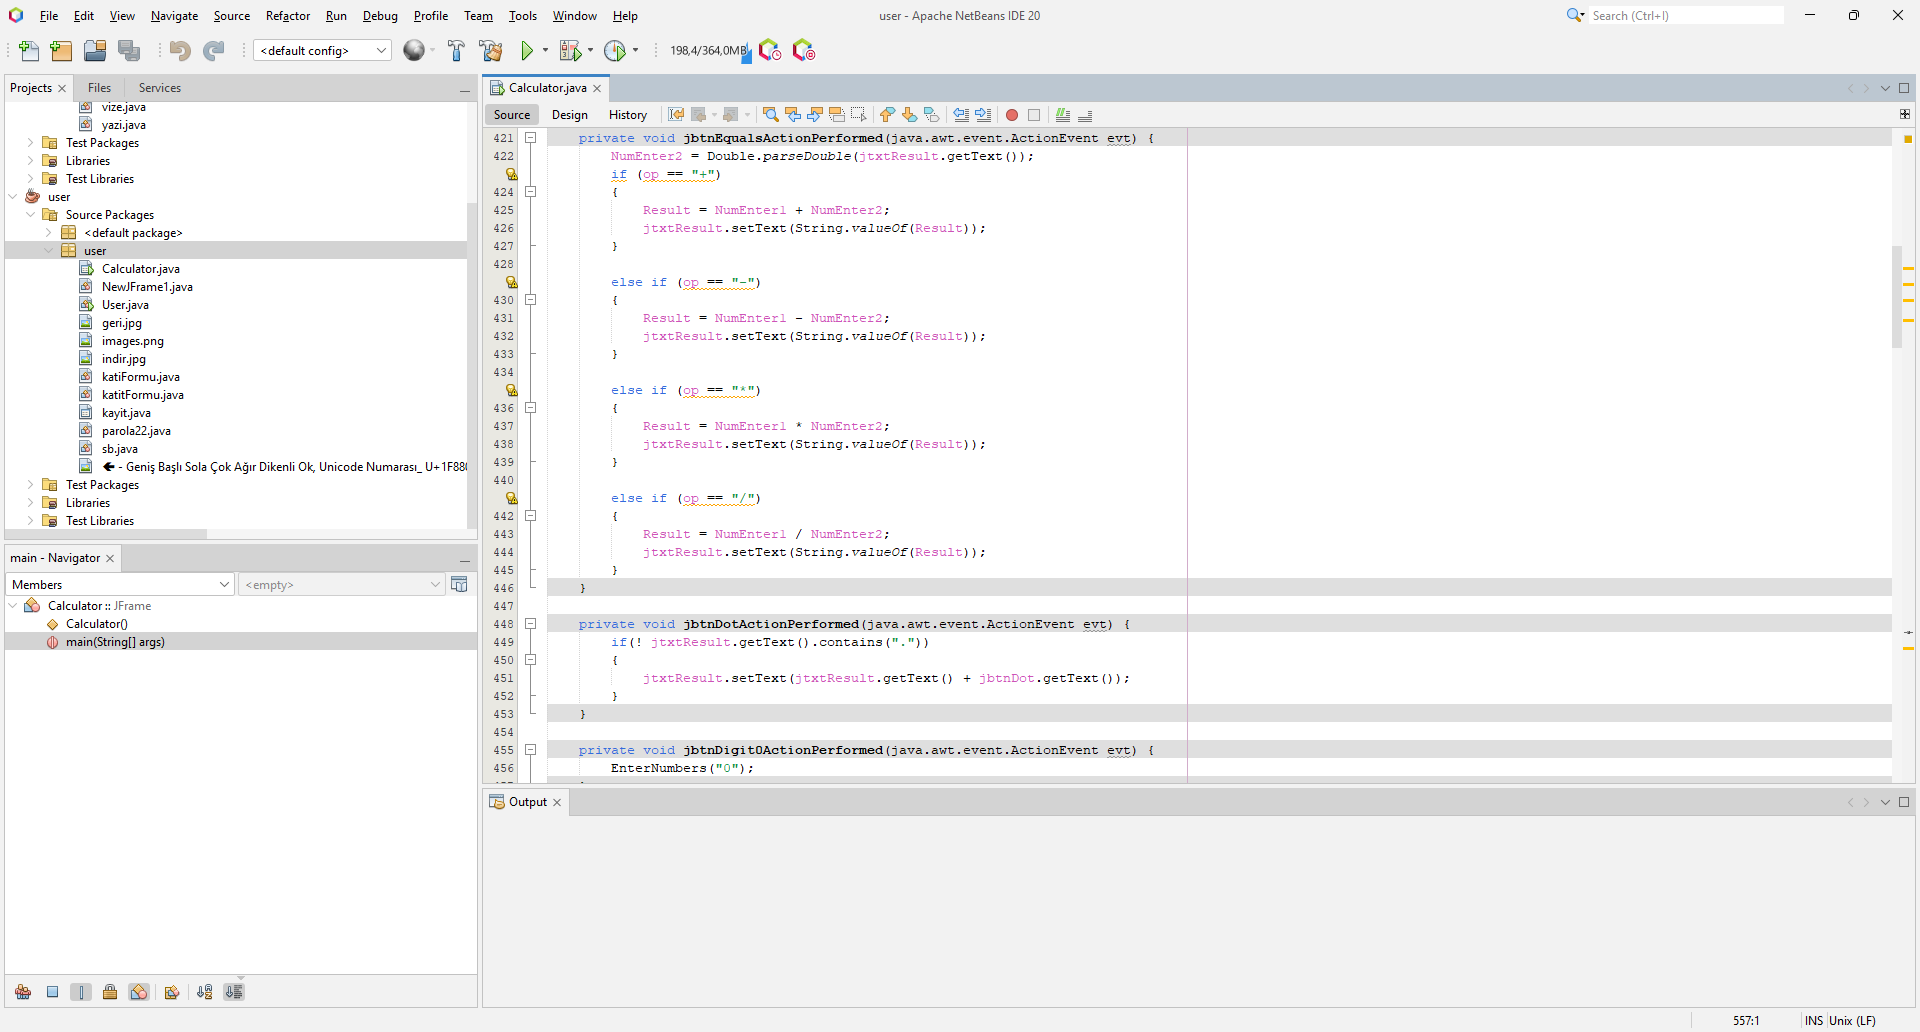 File Edit View Navigate Source Refactor Run Debug Profile Team Tools Window Help
user - Apache NetBeans IDE 20
Search (Ctrl+I)
<default config>
198,4/364,0MB
Projects Files Services
vize.java
yazi.java
Test Packages
Libraries
Test Libraries
user
Source Packages
<default package>
user
Calculator.java
NewJFrame1.java
User.java
geri.jpg
images.png
indir.jpg
katiFormu.java
katitFormu.java
kayit.java
parola22.java
sb.java
🡄 - Geniş Başlı Sola Çok Ağır Dikenli Ok, Unicode Numarası_ U+1F88
Test Packages
Libraries
Test Libraries
main - Navigator
Members
<empty>
Calculator :: JFrame
Calculator()
main(String[] args)
Calculator.java
Source Design History
421 private void jbtnEqualsActionPerformed(java.awt.event.ActionEvent evt) {
422 NumEnter2 = Double.parseDouble(jtxtResult.getText());
if (op == "+")
424 {
425 Result = NumEnter1 + NumEnter2;
426 jtxtResult.setText(String.valueOf(Result));
427 }
428
else if (op == "-")
430 {
431 Result = NumEnter1 - NumEnter2;
432 jtxtResult.setText(String.valueOf(Result));
433 }
434
else if (op == "*")
436 {
437 Result = NumEnter1 * NumEnter2;
438 jtxtResult.setText(String.valueOf(Result));
439 }
440
else if (op == "/")
442 {
443 Result = NumEnter1 / NumEnter2;
444 jtxtResult.setText(String.valueOf(Result));
445 }
446 }
447
448 private void jbtnDotActionPerformed(java.awt.event.ActionEvent evt) {
449 if(! jtxtResult.getText().contains("."))
450 {
451 jtxtResult.setText(jtxtResult.getText() + jbtnDot.getText());
452 }
453 }
454
455 private void jbtnDigit0ActionPerformed(java.awt.event.ActionEvent evt) {
456 EnterNumbers("0");
Output
557:1
INS
Unix (LF)